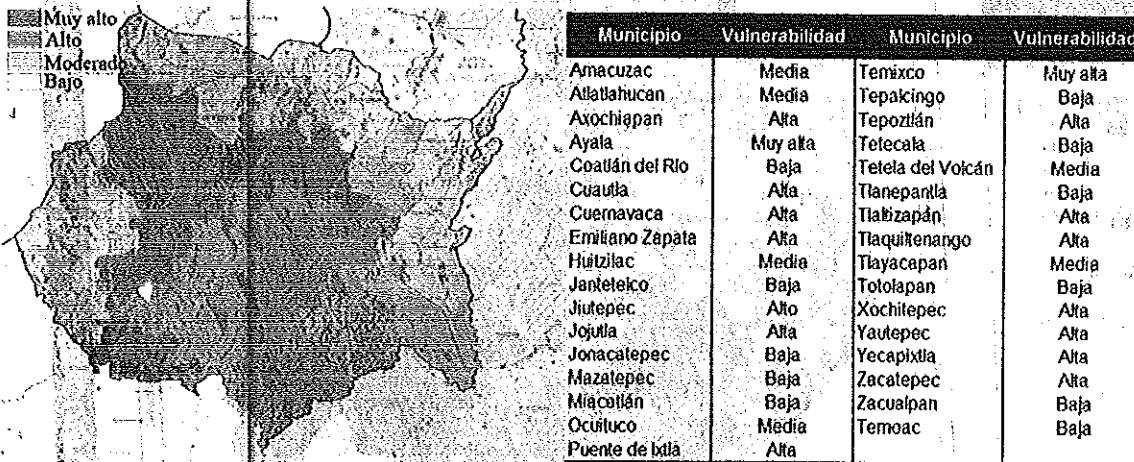 Muy alto
Alto
Moderado
Bajo
Municipio Vulnerabilidad Municipio Vulnerabilidad
Amacuzac Media Temixco Muy alta
Atlatlahucan Media Tepalcingo Baja
Axochiapan Alta Tepoztlán Alta
Ayala Muy alta Tetecala Baja
Coatlán del Río Baja Tetela del Volcán Media
Cuautla Alta Tlanepantla Baja
Cuernavaca Alta Tlaltizapán Alta
Emiliano Zapata Alta Tlaquiltenango Alta
Huitzilac Media Tlayacapan Media
Jantetelco Baja Totolapan Baja
Jiutepec Alto Xochitepec Alta
Jojutla Alta Yautepec Alta
Jonacatepec Baja Yecapixtla Alta
Mazatepec Baja Zacatepec Alta
Miacatlán Baja Zacualpan Baja
Ocuituco Media Temoac Baja
Puente de Ixtla Alta